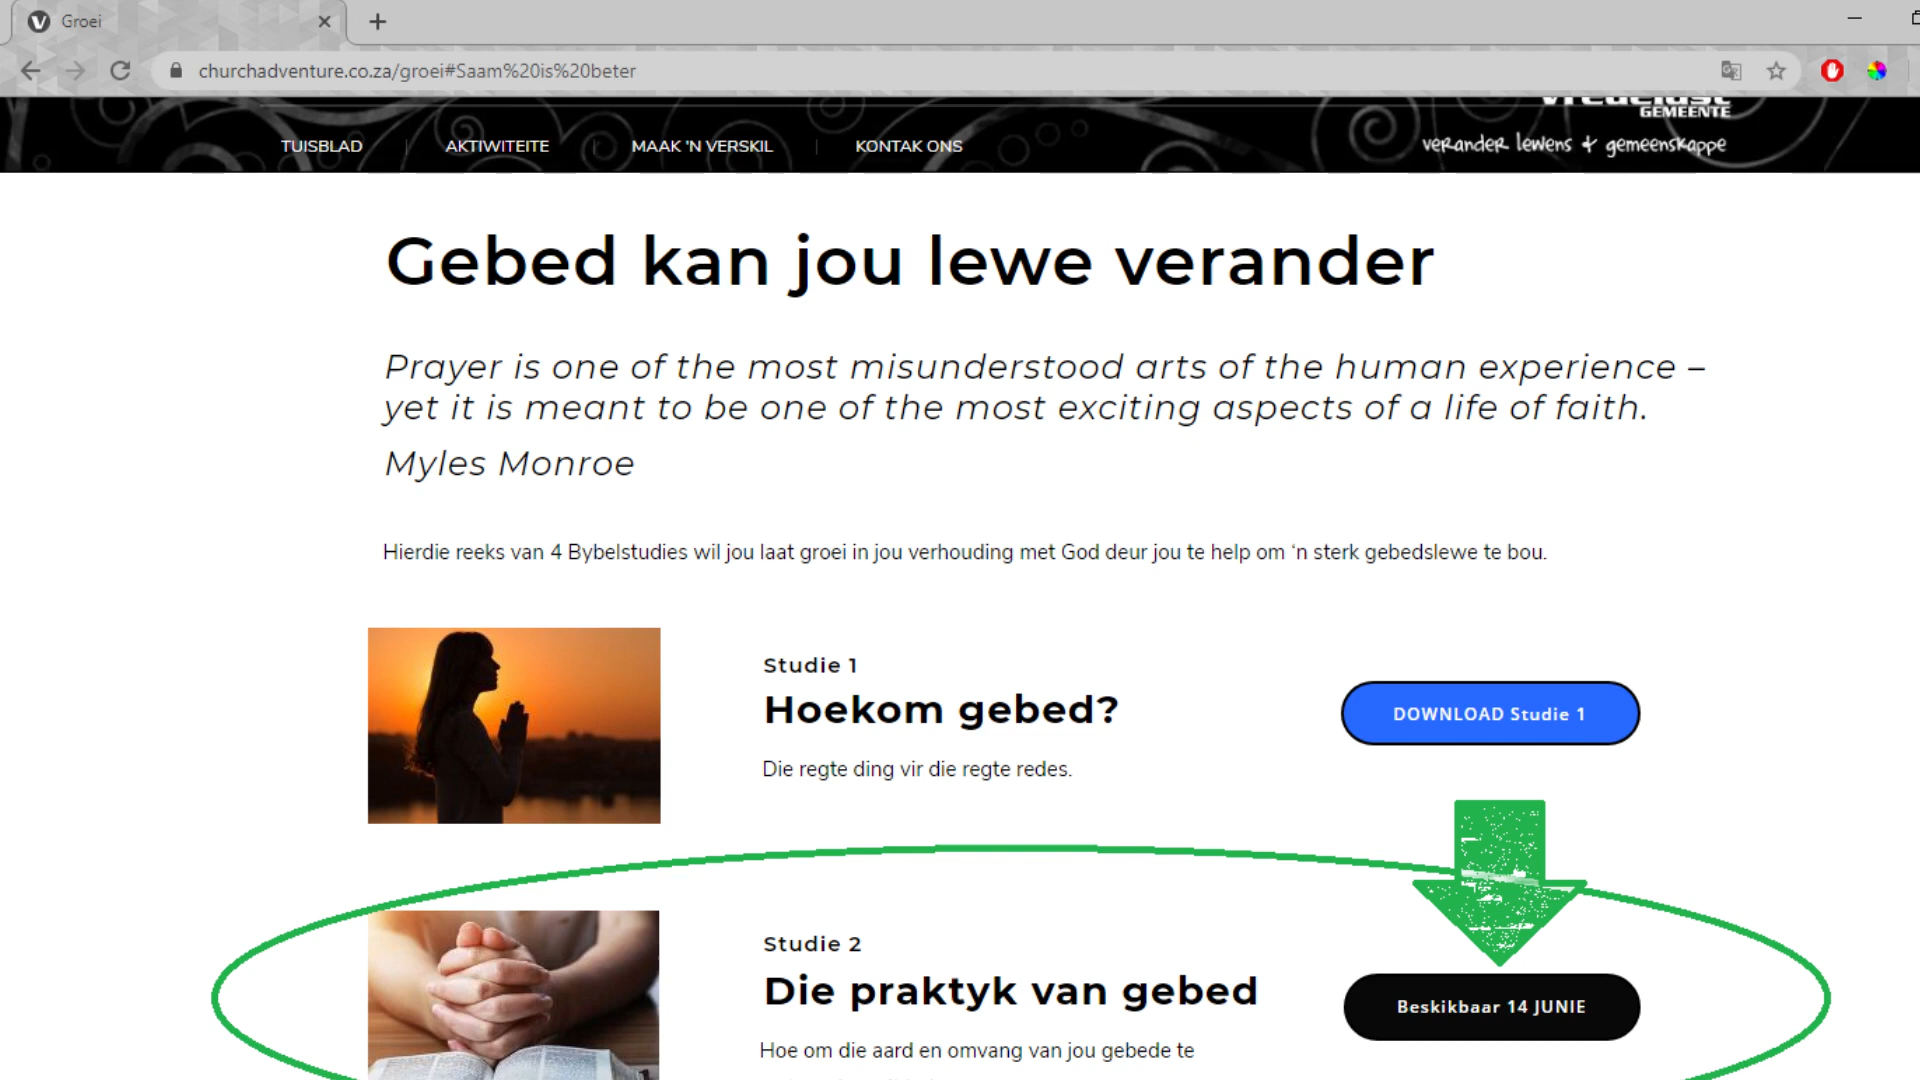 Groei
churchadventure.co.za/groei#Saam%20is%20beter
GEMEENTE
TUISBLAD
AKTIWITEITE
MAAK 'N VERSKIL
KONTAK ONS
verander lewens + gemeenskappe
Gebed kan jou lewe verander
Prayer is one of the most misunderstood arts of the human experience –
yet it is meant to be one of the most exciting aspects of a life of faith.
Myles Monroe
Hierdie reeks van 4 Bybelstudies wil jou laat groei in jou verhouding met God deur jou te help om ‘n sterk gebedslewe te bou.
Studie 1
Hoekom gebed?
Die regte ding vir die regte redes.
DOWNLOAD Studie 1
Studie 2
Die praktyk van gebed
Hoe om die aard en omvang van jou gebede te
Beskikbaar 14 JUNIE